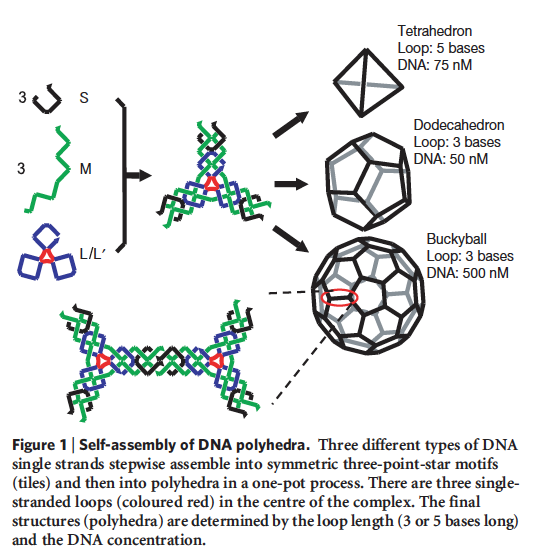 Tetrahedron
Loop: 5 bases
DNA: 75 nM
3 S
Dodecahedron
Loop: 3 bases
DNA: 50 nM
3 M
L/L′
Buckyball
Loop: 3 bases
DNA: 500 nM
Figure 1 | Self-assembly of DNA polyhedra. Three different types of DNA
single strands stepwise assemble into symmetric three-point-star motifs
(tiles) and then into polyhedra in a one-pot process. There are three single-
stranded loops (coloured red) in the centre of the complex. The final
structures (polyhedra) are determined by the loop length (3 or 5 bases long)
and the DNA concentration.